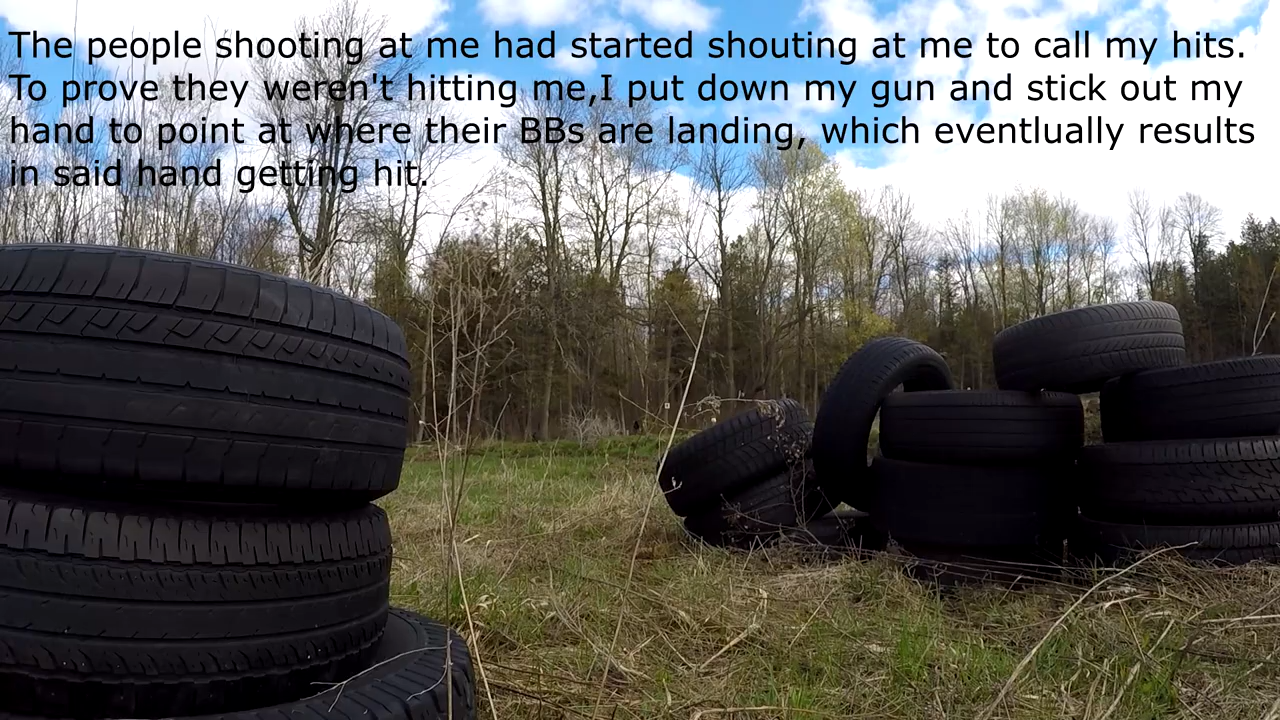 The people shooting at me had started shouting at me to call my hits.
To prove they weren't hitting me,I put down my gun and stick out my
hand to point at where their BBs are landing, which eventlually results
in said hand getting hit.